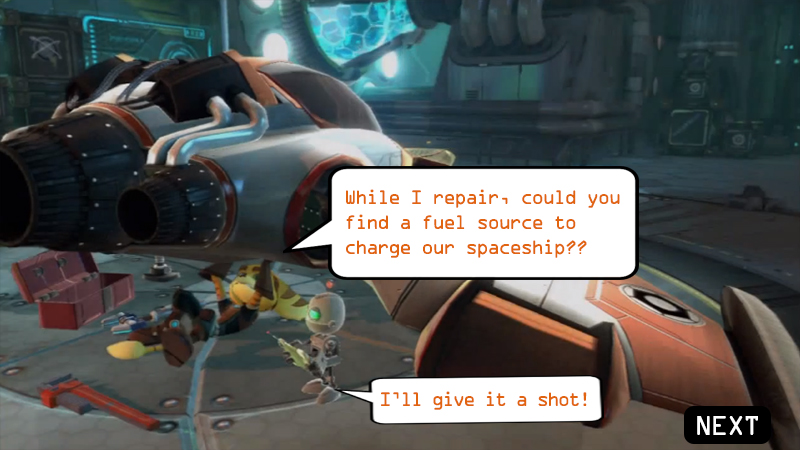 While I repair, could you
find a fuel source to
charge our spaceship??
I'll give it a shot!
NEXT